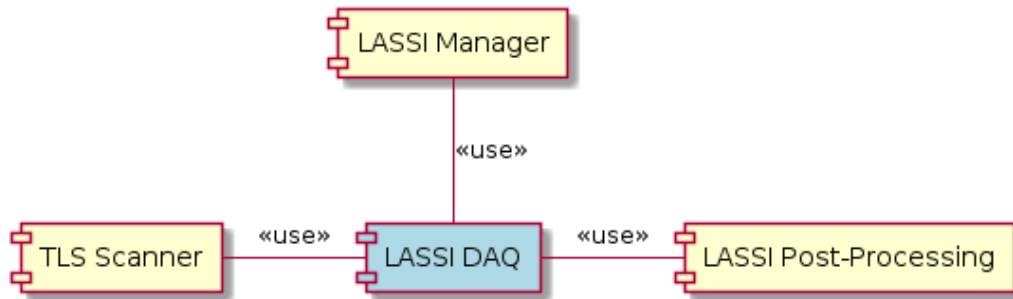 LASSI Manager
«use»
TLS Scanner
«use»
LASSI DAQ
«use»
LASSI Post-Processing